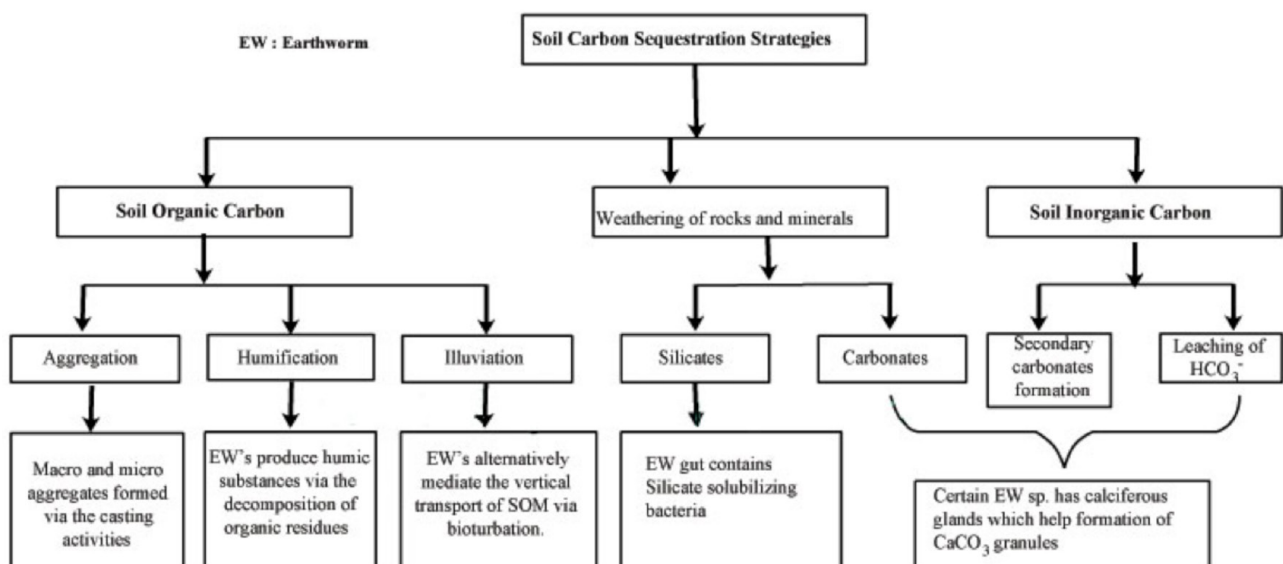 EW : Earthworm
Soil Carbon Sequestration Strategies
Soil Organic Carbon
Weathering of rocks and minerals
Soil Inorganic Carbon
Aggregation
Humification
Illuviation
Silicates
Carbonates
Secondary
carbonates
formation
Leaching of
HCO₃⁻
Macro and micro
aggregates formed
via the casting
activities
EW's produce humic
substances via the
decomposition of
organic residues
EW's alternatively
mediate the vertical
transport of SOM via
bioturbation.
EW gut contains
Silicate solubilizing
bacteria
Certain EW sp. has calciferous
glands which help formation of
CaCO₃ granules